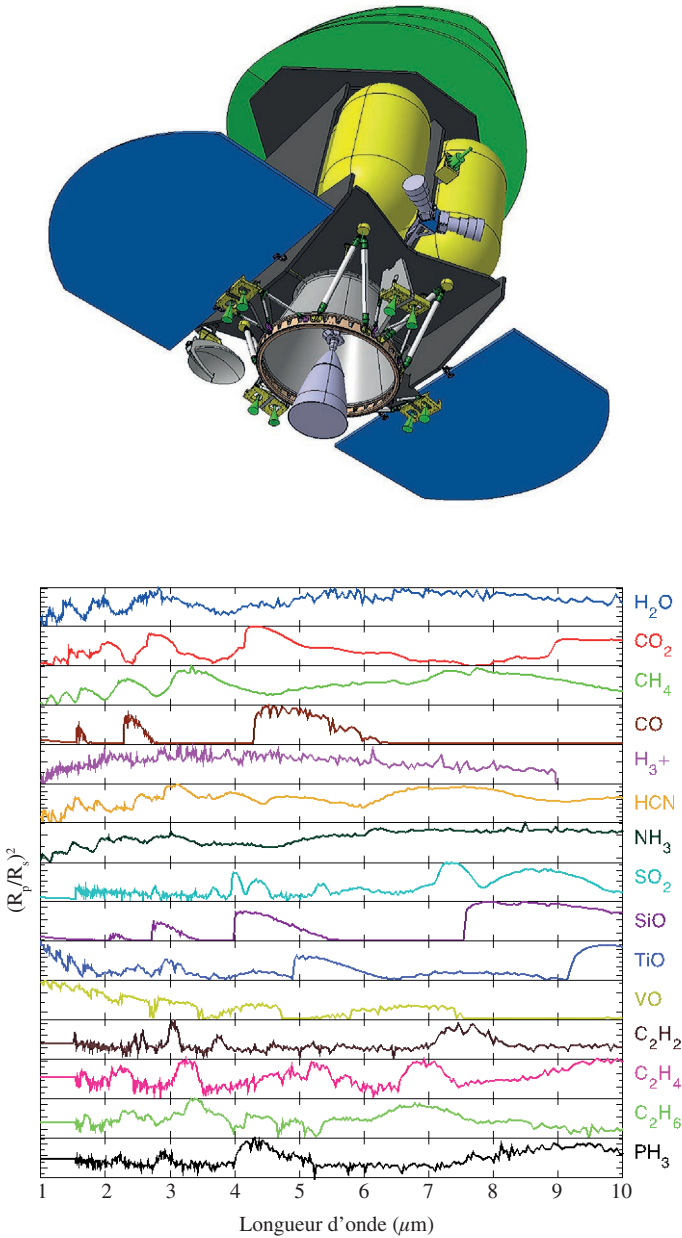 H₂O
CO₂
CH₄
CO
H₃+
HCN
NH₃
SO₂
SiO
TiO
VO
C₂H₂
C₂H₄
C₂H₆
PH₃
(Rₚ/Rₛ)²
1 2 3 4 5 6 7 8 9 10
Longueur d'onde (µm)